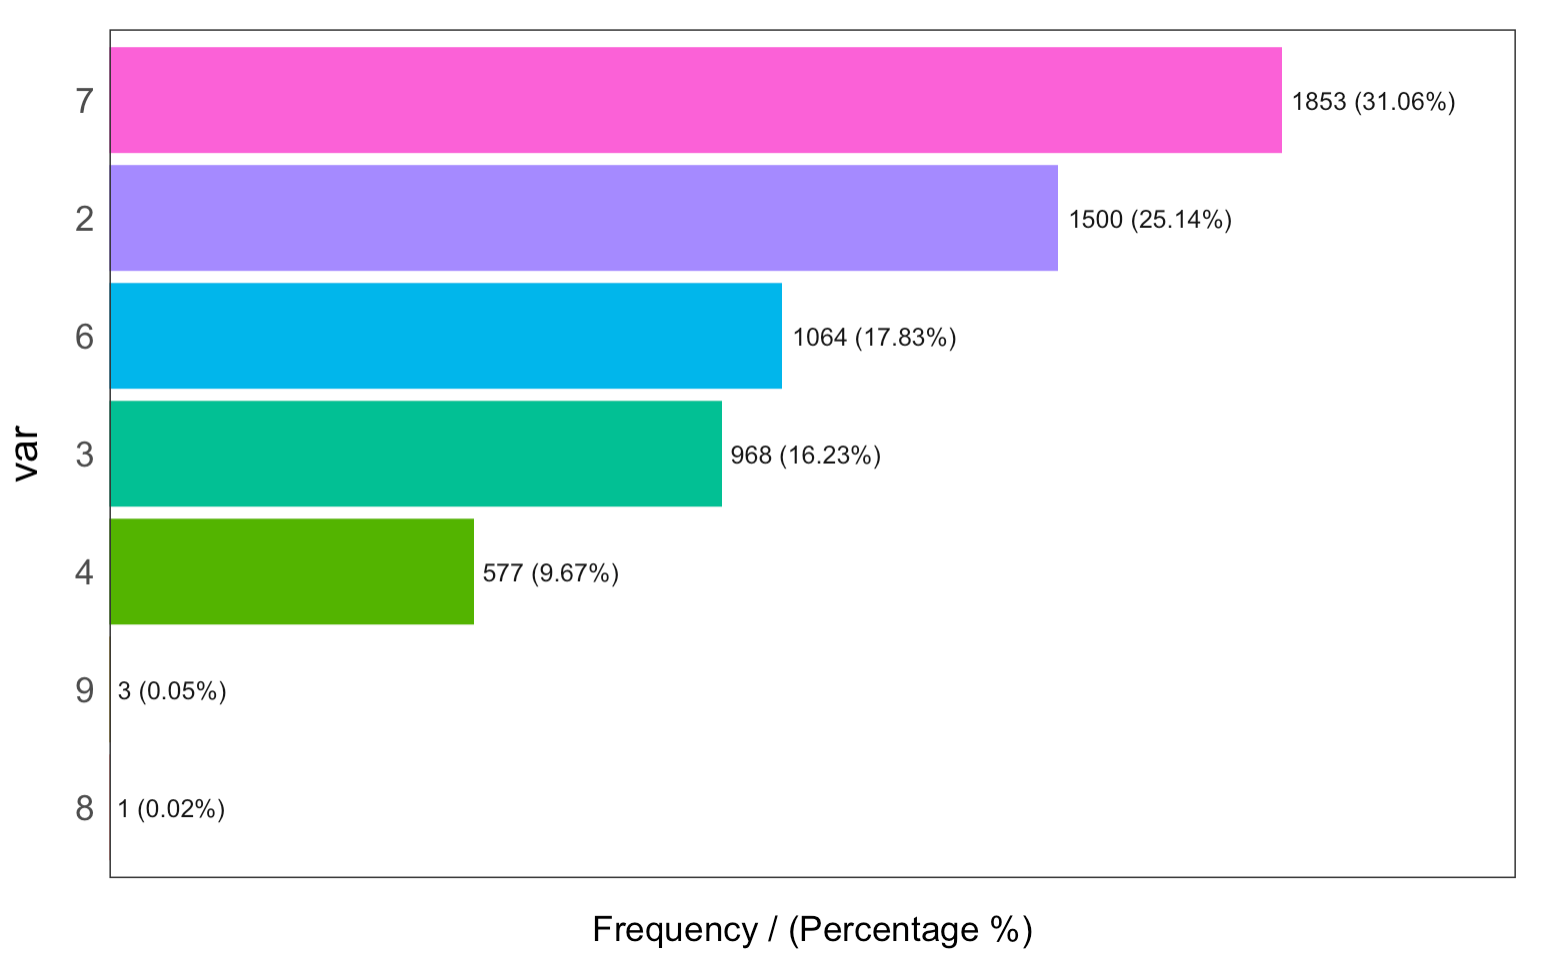 7 1853 (31.06%)
2 1500 (25.14%)
6 1064 (17.83%)
3 968 (16.23%)
4 577 (9.67%)
9 3 (0.05%)
8 1 (0.02%)
var
Frequency / (Percentage %)